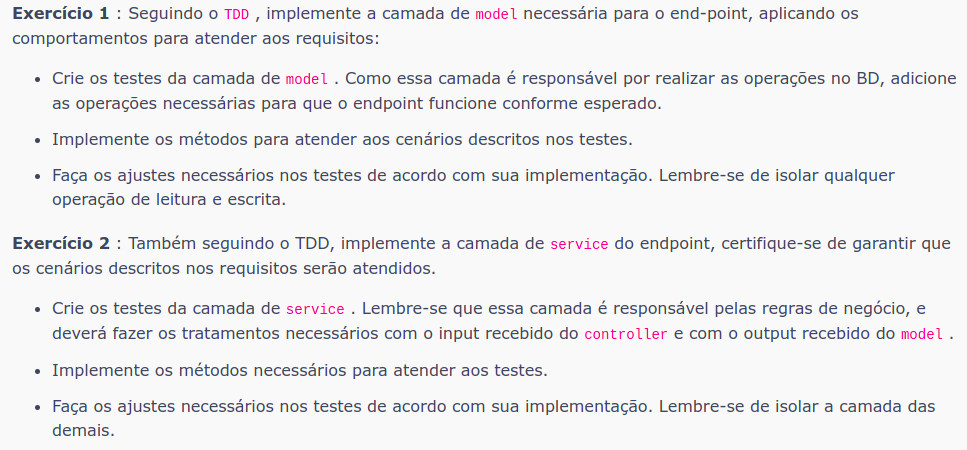 Exercício 1 : Seguindo o TDD , implemente a camada de model necessária para o end-point, aplicando os
comportamentos para atender aos requisitos:
• Crie os testes da camada de model . Como essa camada é responsável por realizar as operações no BD, adicione
as operações necessárias para que o endpoint funcione conforme esperado.
• Implemente os métodos para atender aos cenários descritos nos testes.
• Faça os ajustes necessários nos testes de acordo com sua implementação. Lembre-se de isolar qualquer
operação de leitura e escrita.
Exercício 2 : Também seguindo o TDD, implemente a camada de service do endpoint, certifique-se de garantir que
os cenários descritos nos requisitos serão atendidos.
• Crie os testes da camada de service . Lembre-se que essa camada é responsável pelas regras de negócio, e
deverá fazer os tratamentos necessários com o input recebido do controller e com o output recebido do model .
• Implemente os métodos necessários para atender aos testes.
• Faça os ajustes necessários nos testes de acordo com sua implementação. Lembre-se de isolar a camada das
demais.